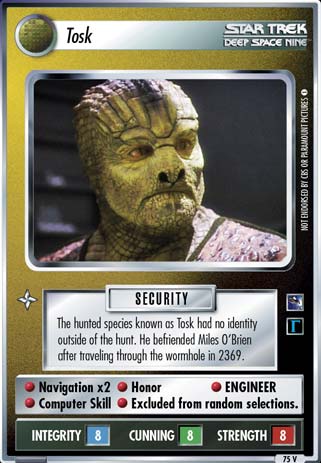 Tosk
STAR TREK
DEEP SPACE NINE
NOT ENDORSED BY CBS OR PARAMOUNT PICTURES
SECURITY
The hunted species known as Tosk had no identity
outside of the hunt. He befriended Miles O'Brien
after traveling through the wormhole in 2369.
Navigation x2 Honor ENGINEER
Computer Skill Excluded from random selections.
INTEGRITY 8 CUNNING 8 STRENGTH 8
75 V